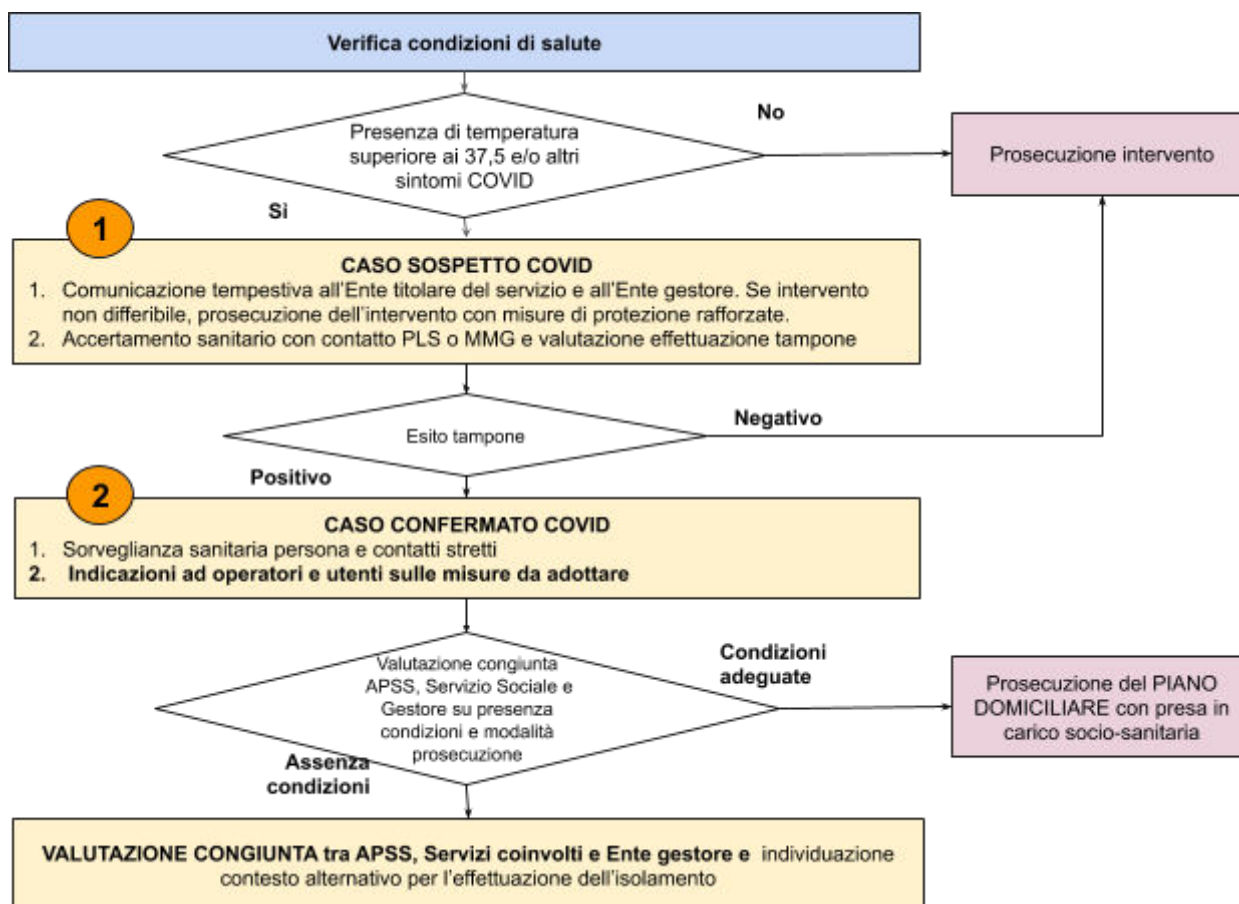 Verifica condizioni di salute
Presenza di temperatura
superiore ai 37,5 e/o altri
sintomi COVID
No
Prosecuzione intervento
Sì
1
CASO SOSPETTO COVID
1. Comunicazione tempestiva all'Ente titolare del servizio e all'Ente gestore. Se intervento
non differibile, prosecuzione dell'intervento con misure di protezione rafforzate.
2. Accertamento sanitario con contatto PLS o MMG e valutazione effettuazione tampone
Esito tampone
Negativo
Positivo
2
CASO CONFERMATO COVID
1. Sorveglianza sanitaria persona e contatti stretti
2. Indicazioni ad operatori e utenti sulle misure da adottare
Valutazione congiunta
APSS, Servizio Sociale e
Gestore su presenza
condizioni e modalità
prosecuzione
Condizioni
adeguate
Prosecuzione del PIANO
DOMICILIARE con presa in
carico socio-sanitaria
Assenza
condizioni
VALUTAZIONE CONGIUNTA tra APSS, Servizi coinvolti e Ente gestore e individuazione
contesto alternativo per l'effettuazione dell'isolamento